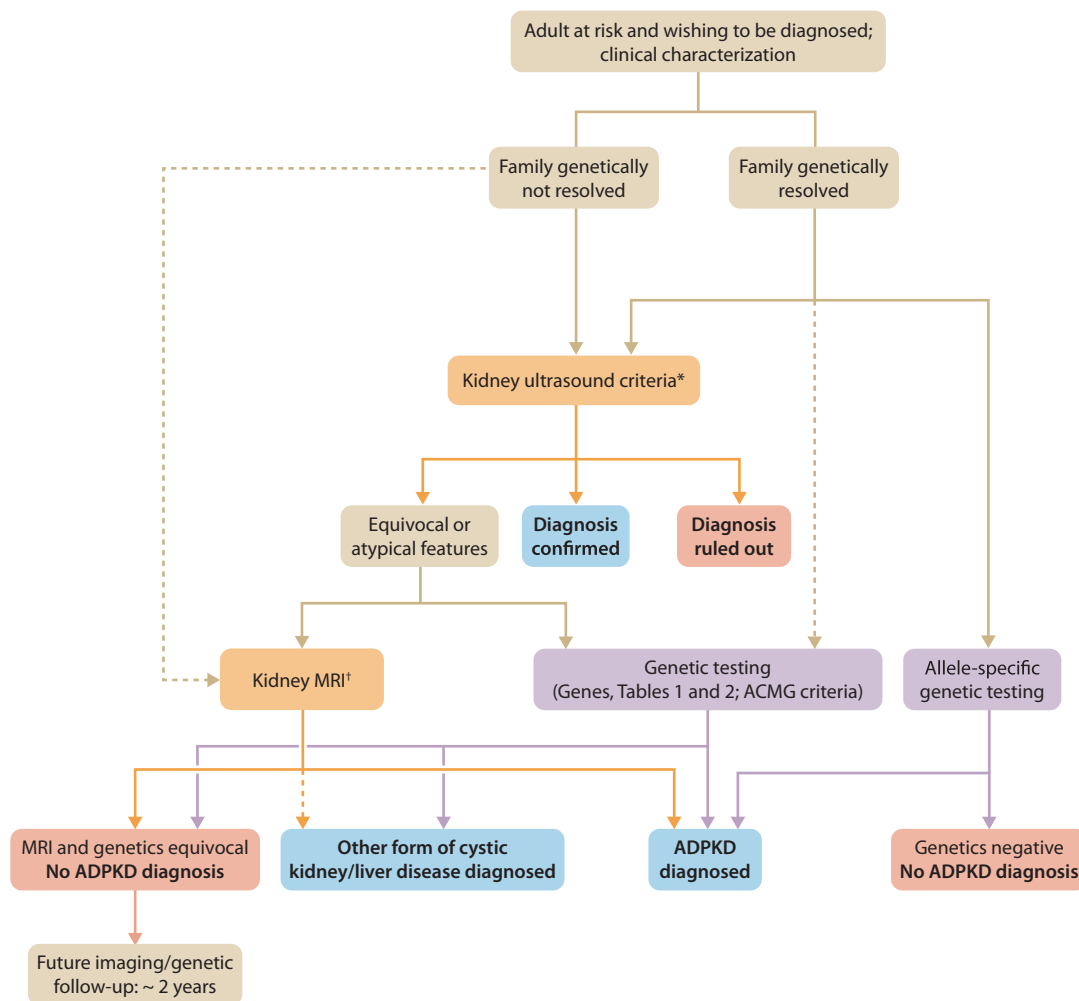 Adult at risk and wishing to be diagnosed;
clinical characterization
Family genetically
not resolved
Family genetically
resolved
Kidney ultrasound criteria*
Equivocal or
atypical features
Diagnosis
confirmed
Diagnosis
ruled out
Kidney MRI†
Genetic testing
(Genes, Tables 1 and 2; ACMG criteria)
Allele-specific
genetic testing
MRI and genetics equivocal
No ADPKD diagnosis
Other form of cystic
kidney/liver disease diagnosed
ADPKD
diagnosed
Genetics negative
No ADPKD diagnosis
Future imaging/genetic
follow-up: ~ 2 years